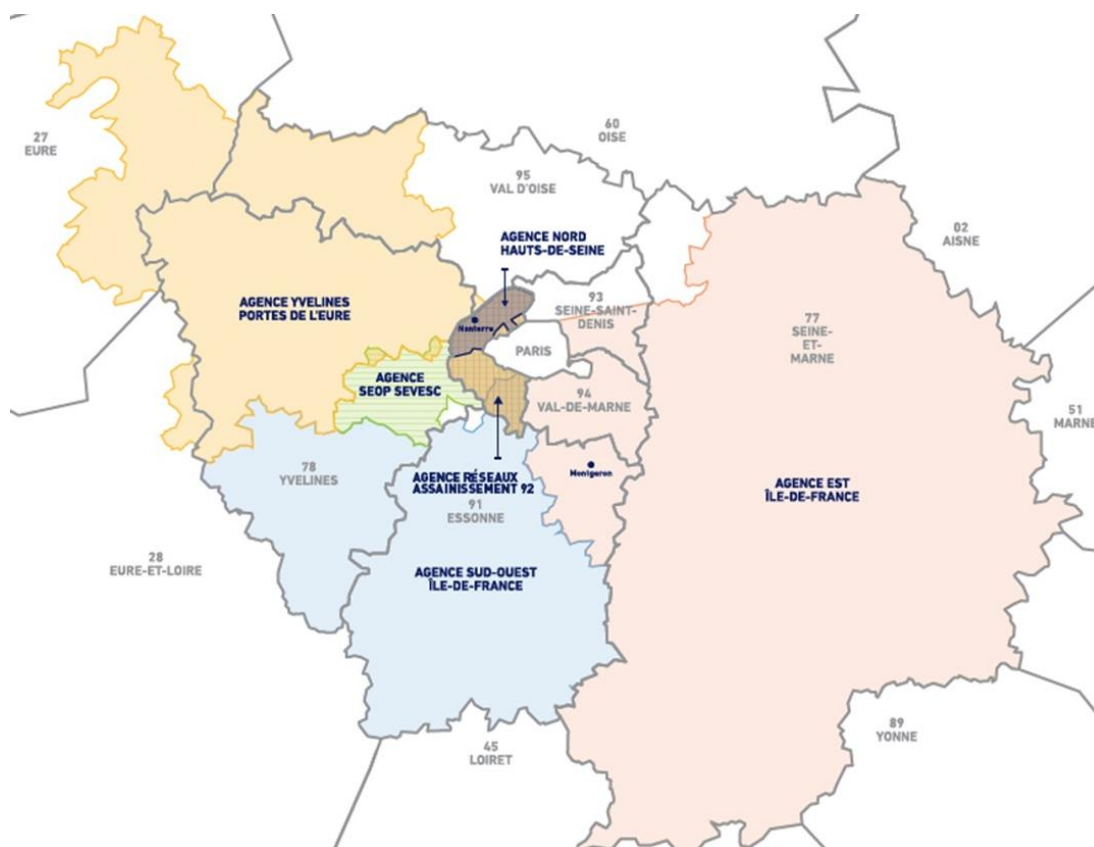 60
OISE
27
EURE
95
VAL D'OISE
02
AISNE
AGENCE NORD
HAUTS-DE-SEINE
AGENCE YVELINES
PORTES DE L'EURE
93
SEINE-SAINT-
DENIS
Nanterre
77
SEINE-
ET-
MARNE
PARIS
AGENCE
SEOP SEVESC
94
VAL-DE-MARNE
51
MARNE
78
YVELINES
Montgeron
AGENCE RÉSEAUX
ASSAINISSEMENT 92
91
ESSONNE
AGENCE EST
ÎLE-DE-FRANCE
28
EURE-ET-LOIRE
AGENCE SUD-OUEST
ÎLE-DE-FRANCE
89
YONNE
45
LOIRET